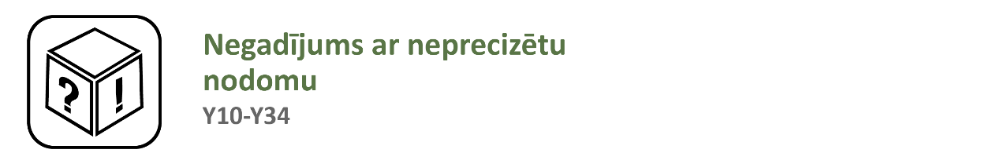 Negadījums ar neprecizētu
nodomu
Y10-Y34
? !